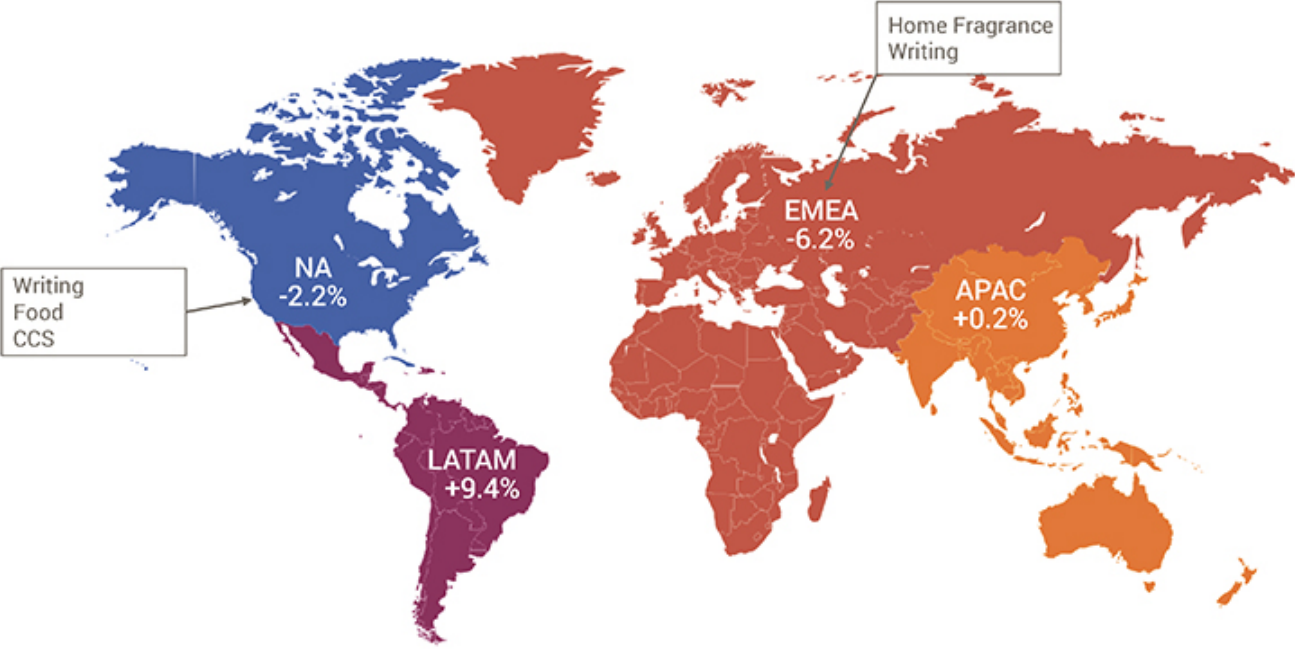 Home Fragrance
Writing
EMEA
-6.2%
NA
-2.2%
Writing
Food
CCS
APAC
+0.2%
LATAM
+9.4%